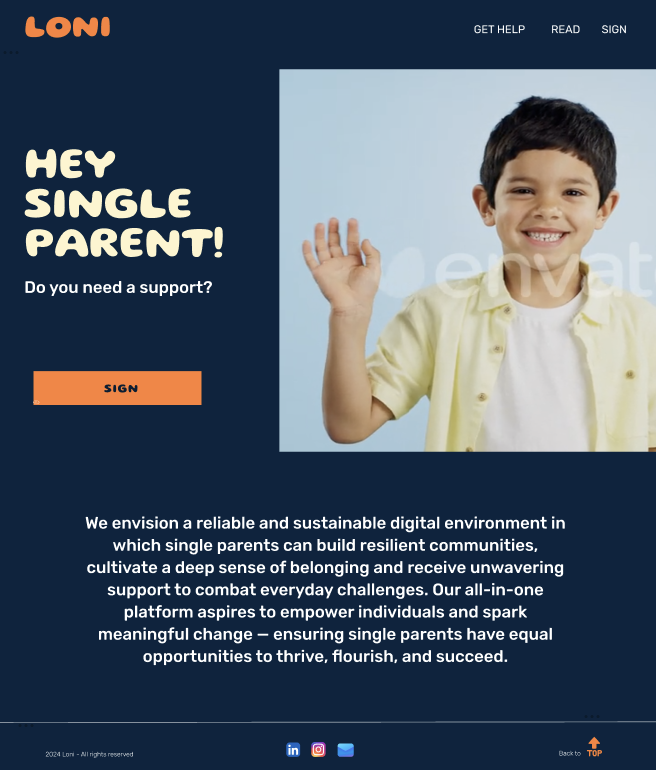 LONI
GET HELP READ SIGN
HEY
SINGLE
PARENT!
Do you need a support?
envato
SIGN
We envision a reliable and sustainable digital environment in
which single parents can build resilient communities,
cultivate a deep sense of belonging and receive unwavering
support to combat everyday challenges. Our all-in-one
platform aspires to empower individuals and spark
meaningful change — ensuring single parents have equal
opportunities to thrive, flourish, and succeed.
2024 Loni - All rights reserved
in
Back to TOP